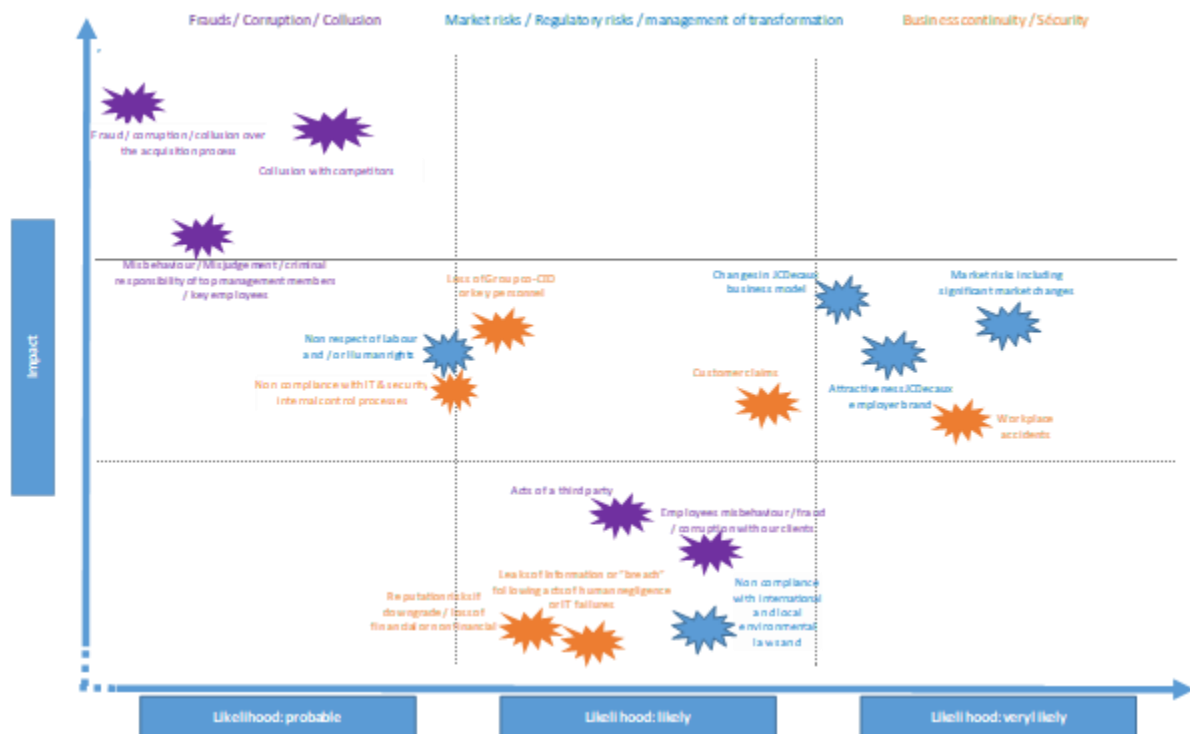 Frauds / Corruption / Collusion
Market risks / Regulatory risks / management of transformation
Business continuity / Sécurity
Fraud / corruption / collusion over
the acquisition process
Collusion with competitors
Misbehaviour / Misjudgement / criminal
responsibility of top management members
/ key employees
Loss of Group co-CEO
or key personnel
Changes in JCDecaux
business model
Market risks including
significant market changes
Non respect of Labour
and / or Human rights
Non compliance with IT & security
internal control processes
Customer claims
Attractiveness JCDecaux
employer brand
Workplace
accidents
Impact
Acts of a third party
Employees misbehaviour / fraud
/ corruption with our clients
Leaks of Information or "breach"
following acts of human negligence
or IT failures
Reputation risks if
downgrade / loss of
financial or non financial
Non compliance
with international
and local
environmental
laws and
Likelihood: probable
Likelihood: likely
Likelihood: very likely